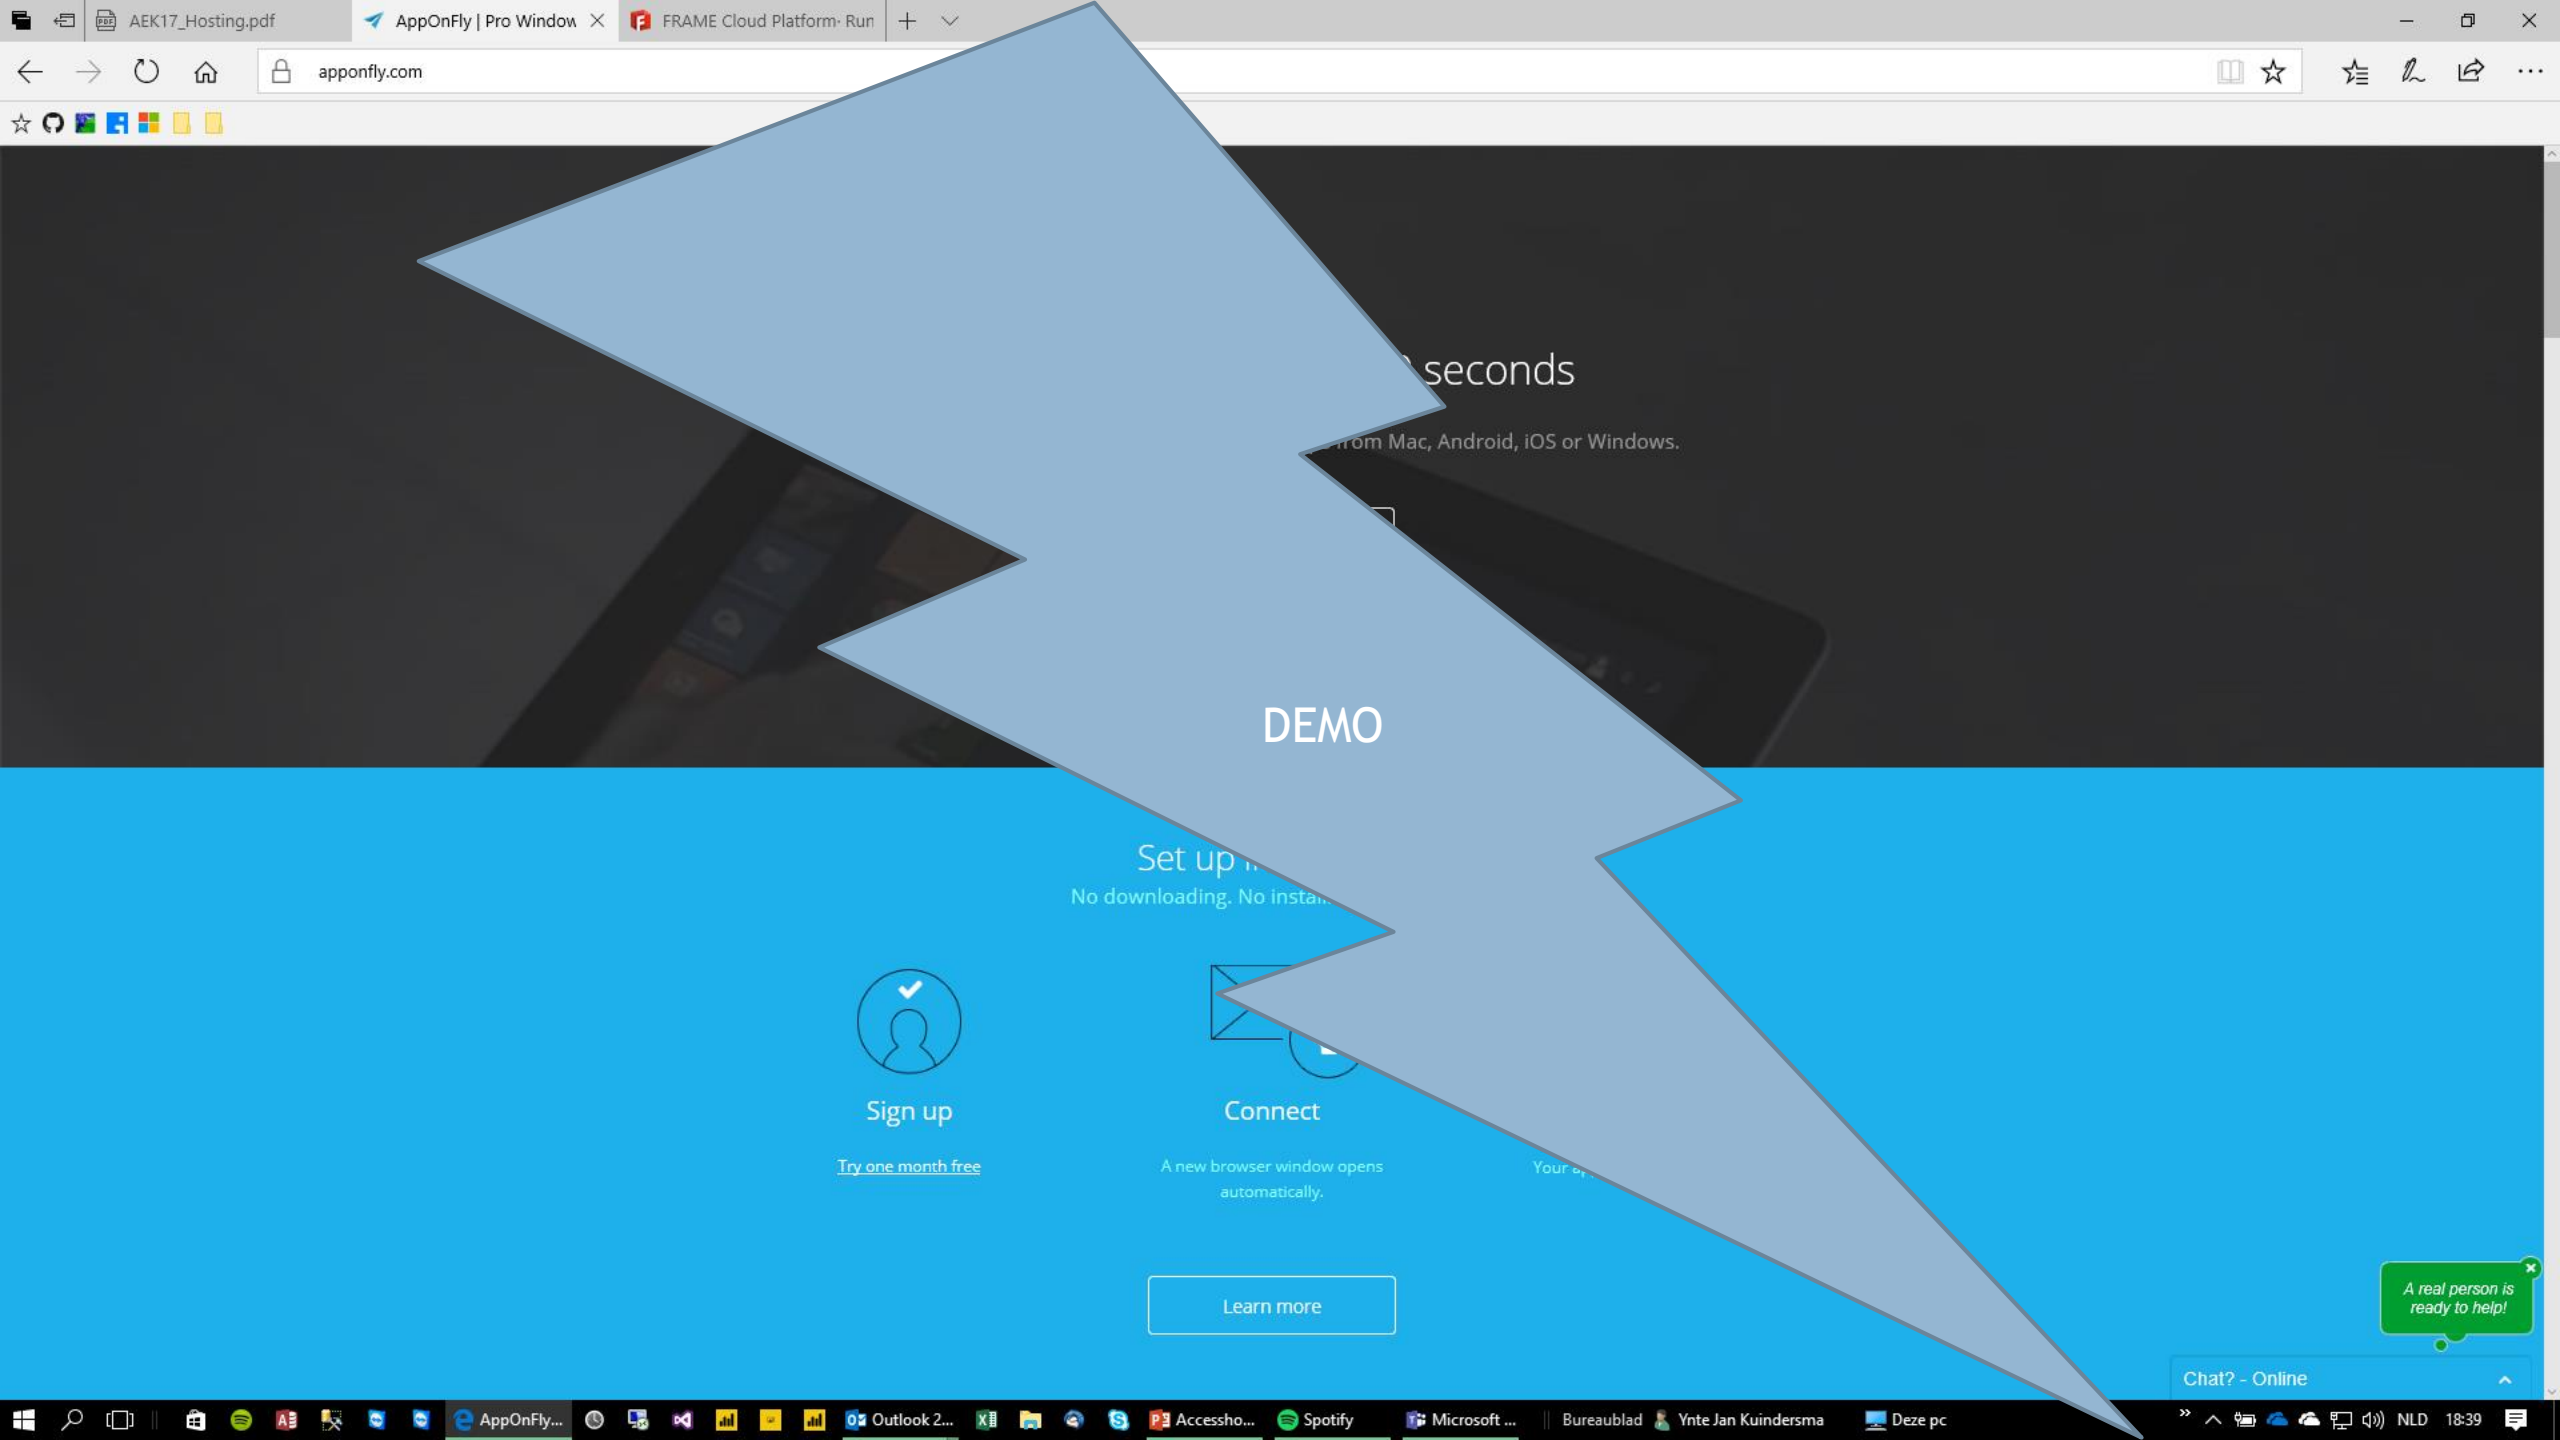 AEK17_Hosting.pdf
AppOnFly | Pro Window
FRAME Cloud Platform· Run
apponfly.com
seconds
from Mac, Android, iOS or Windows.
DEMO
Set up
No downloading. No
Sign up
Connect
Try one month free
A new browser window opens
automatically.
Your
Learn more
A real person is
ready to help!
Chat? - Online
AppOnFly...
Outlook 2...
Accessho...
Spotify
Microsoft ...
Bureaublad
Ynte Jan Kuindersma
Deze pc
NLD
18:39